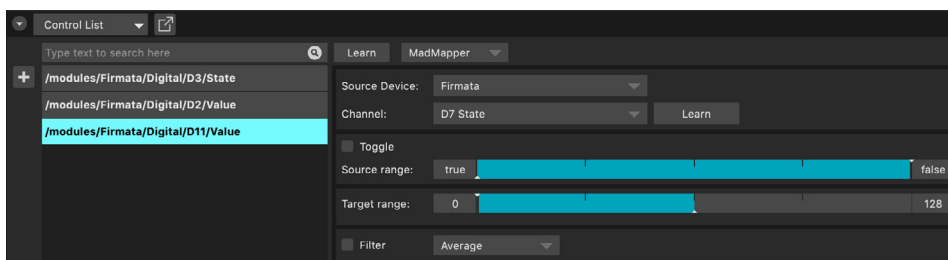 Control List
Type text to search here
Learn MadMapper
/modules/Firmata/Digital/D3/State
/modules/Firmata/Digital/D2/Value
/modules/Firmata/Digital/D11/Value
Source Device: Firmata
Channel: D7 State Learn
Toggle
Source range: true false
Target range: 0 128
Filter Average